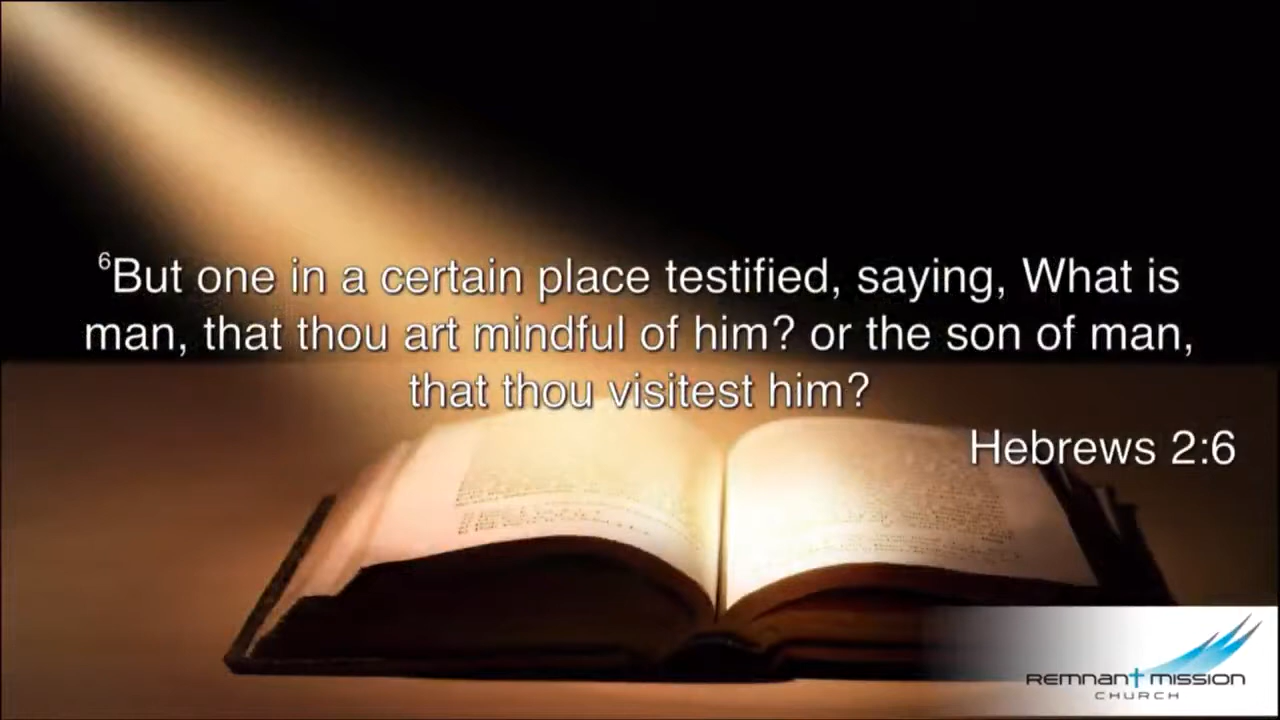 ⁶But one in a certain place testified, saying, What is
man, that thou art mindful of him? or the son of man,
that thou visitest him?
Hebrews 2:6
REMNANT MISSION
CHURCH